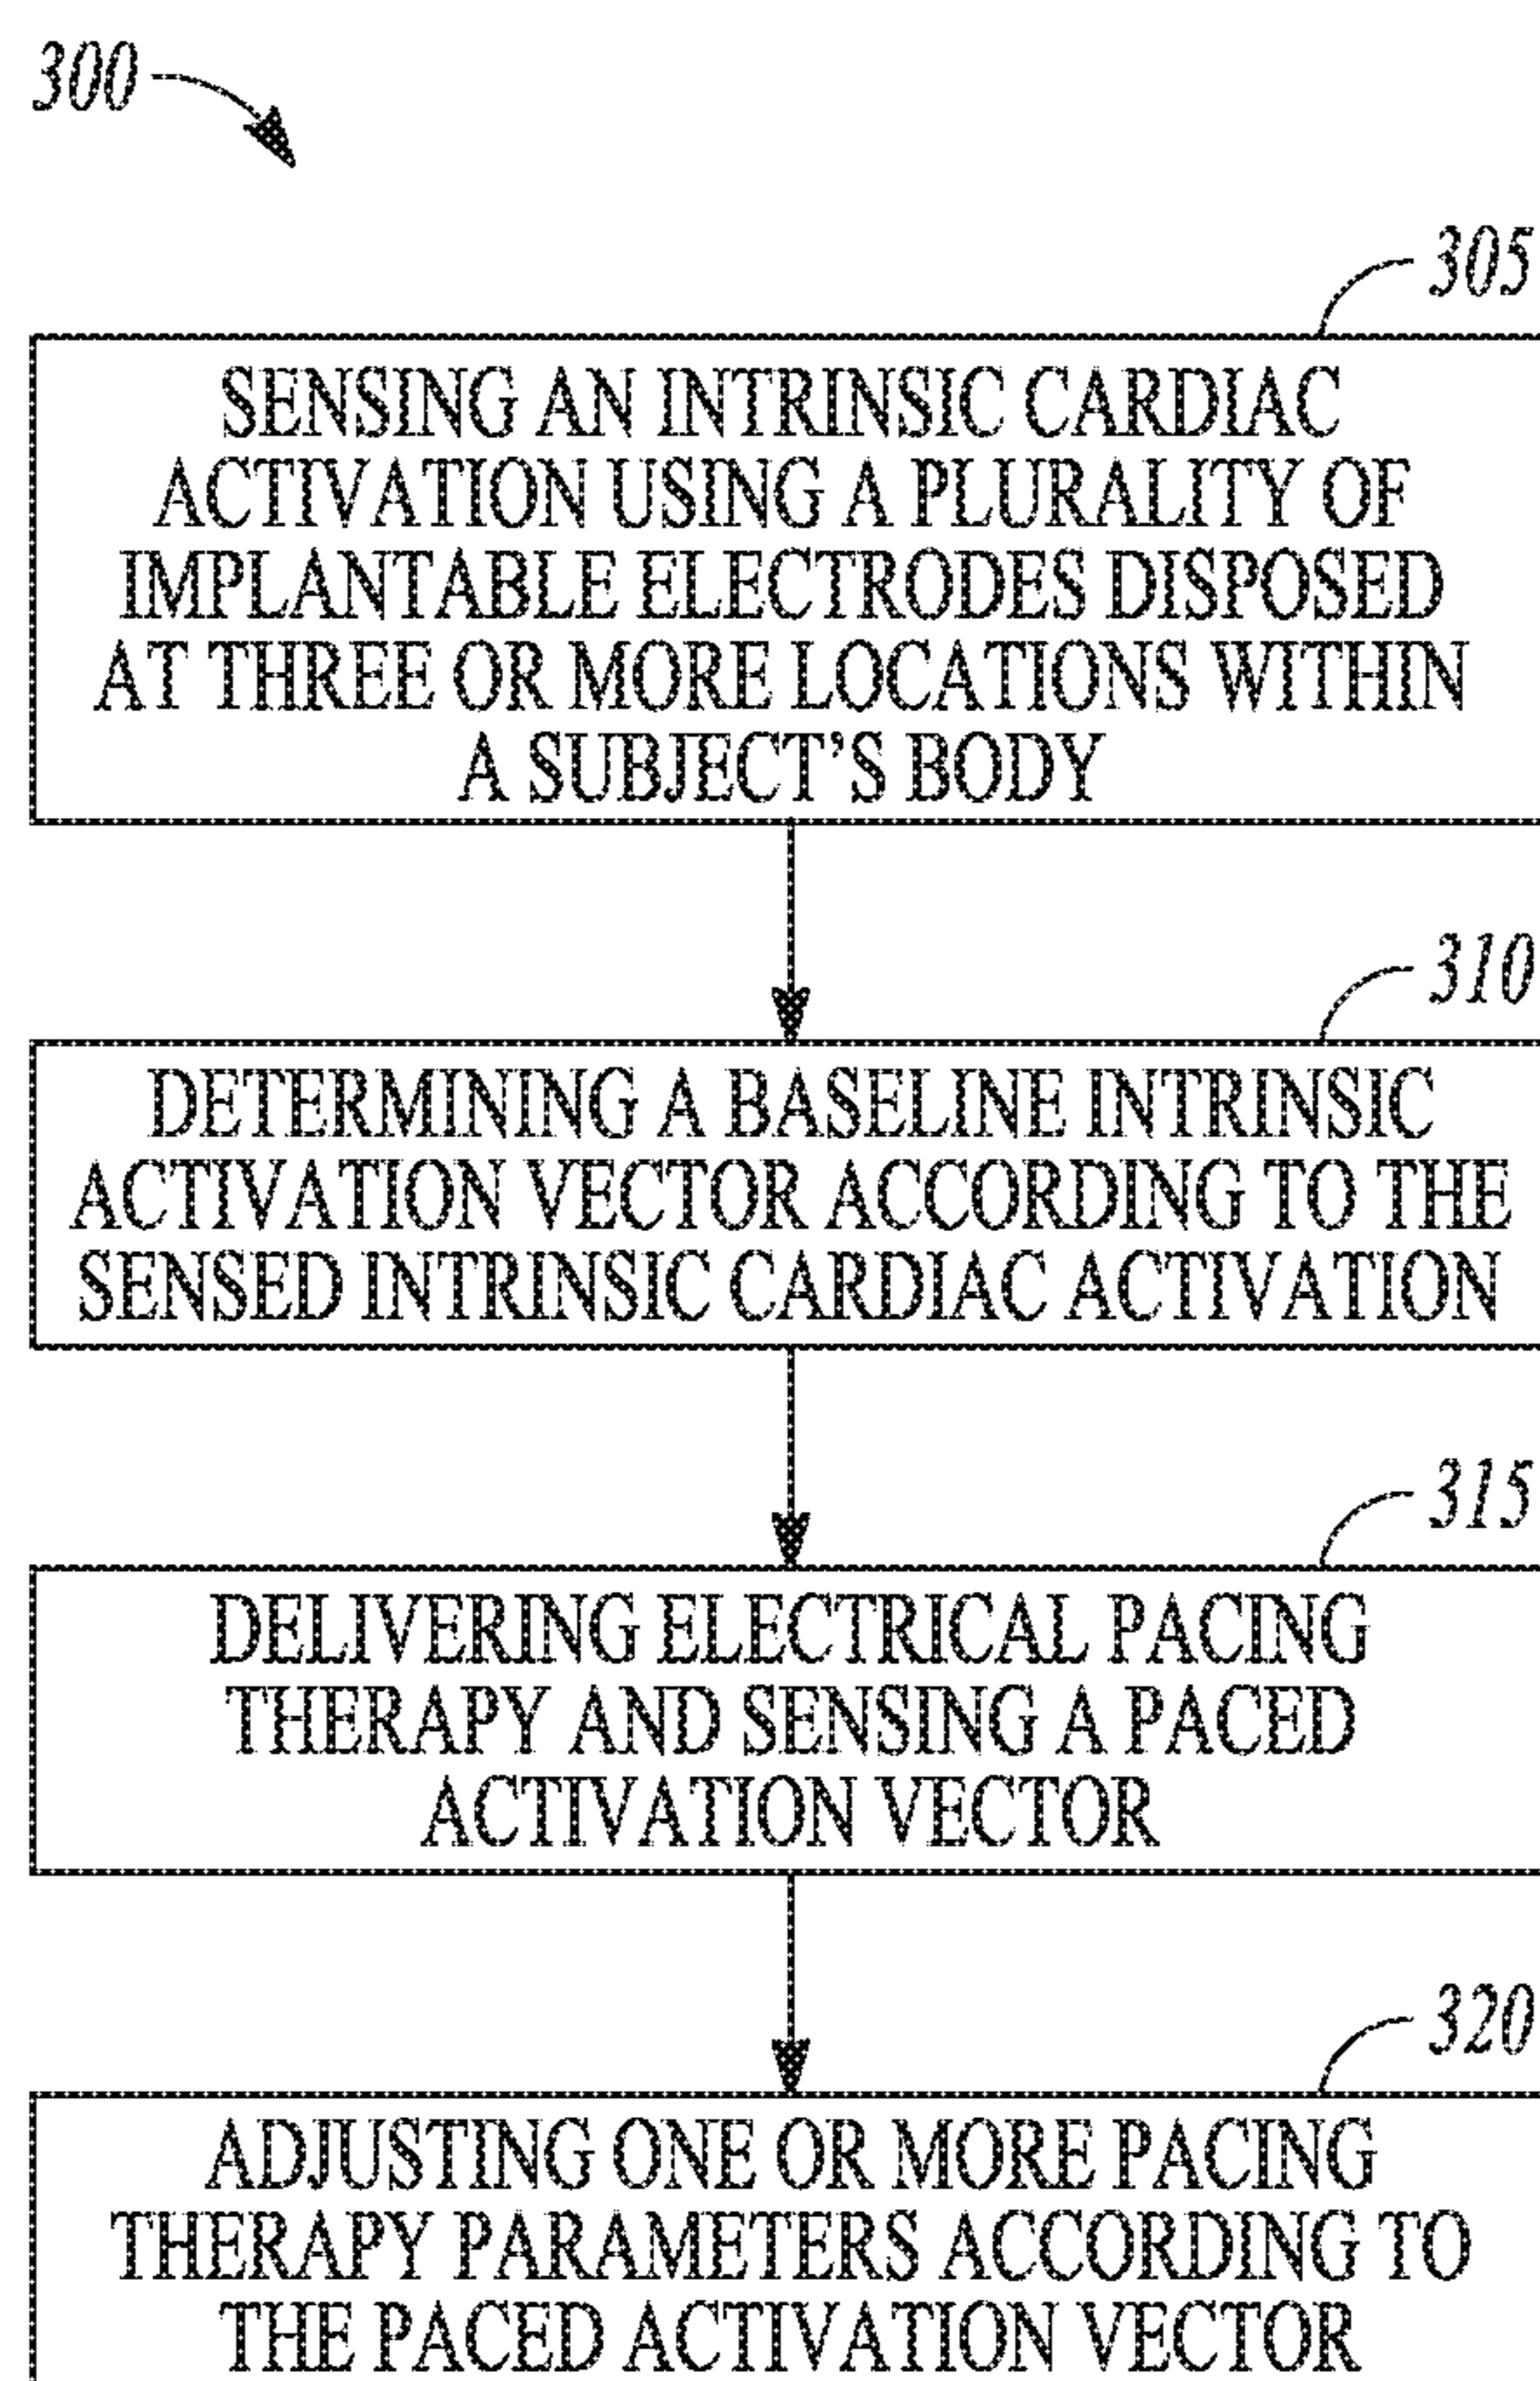 300
305
SENSING AN INTRINSIC CARDIAC
ACTIVATION USING A PLURALITY OF
IMPLANTABLE ELECTRODES DISPOSED
AT THREE OR MORE LOCATIONS WITHIN
A SUBJECT'S BODY
310
DETERMINING A BASELINE INTRINSIC
ACTIVATION VECTOR ACCORDING TO THE
SENSED INTRINSIC CARDIAC ACTIVATION
315
DELIVERING ELECTRICAL PACING
THERAPY AND SENSING A PACED
ACTIVATION VECTOR
320
ADJUSTING ONE OR MORE PACING
THERAPY PARAMETERS ACCORDING TO
THE PACED ACTIVATION VECTOR